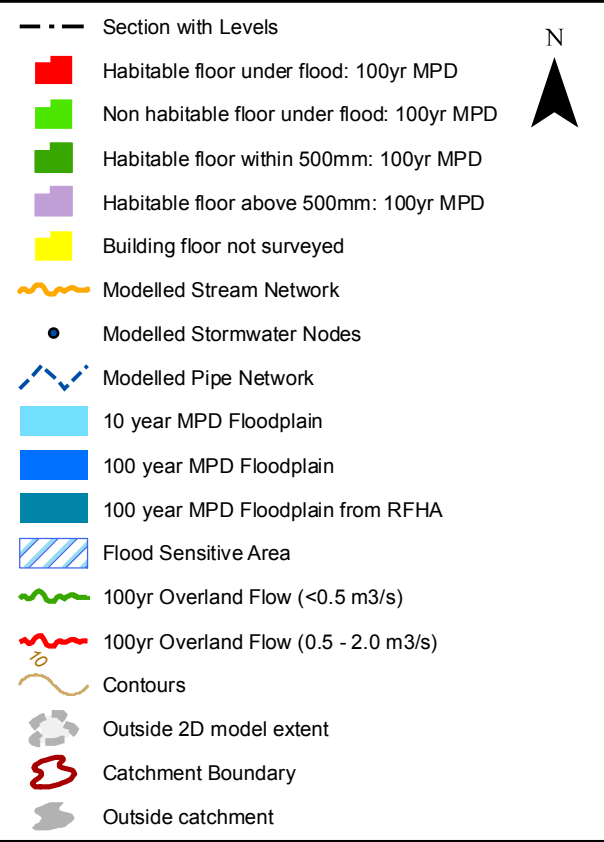 Section with Levels
N
Habitable floor under flood: 100yr MPD
Non habitable floor under flood: 100yr MPD
Habitable floor within 500mm: 100yr MPD
Habitable floor above 500mm: 100yr MPD
Building floor not surveyed
Modelled Stream Network
Modelled Stormwater Nodes
Modelled Pipe Network
10 year MPD Floodplain
100 year MPD Floodplain
100 year MPD Floodplain from RFHA
Flood Sensitive Area
100yr Overland Flow (<0.5 m3/s)
100yr Overland Flow (0.5 - 2.0 m3/s)
10
Contours
Outside 2D model extent
Catchment Boundary
Outside catchment